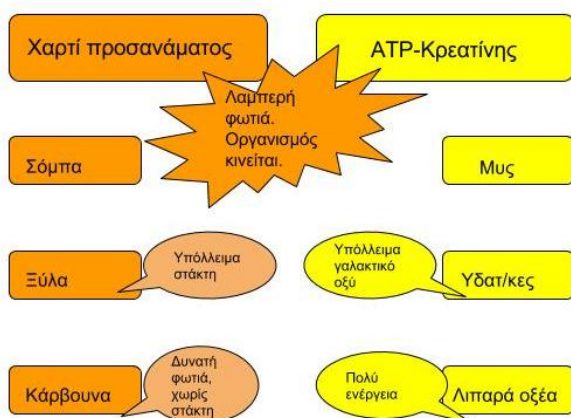 Χαρτί προσανάματος
ATP-Κρεατίνης
Λαμπερή
φωτιά.
Οργανισμός
κινείται.
Σόμπα
Μυς
Ξύλα
Υπόλλειμα
στάκτη
Υπόλλειμα
γαλακτικό
οξύ
Υδατ/κες
Κάρβουνα
Δυνατή
φωτιά,
χωρίς
στάκτη
Πολύ
ενέργεια
Λιπαρά οξέα